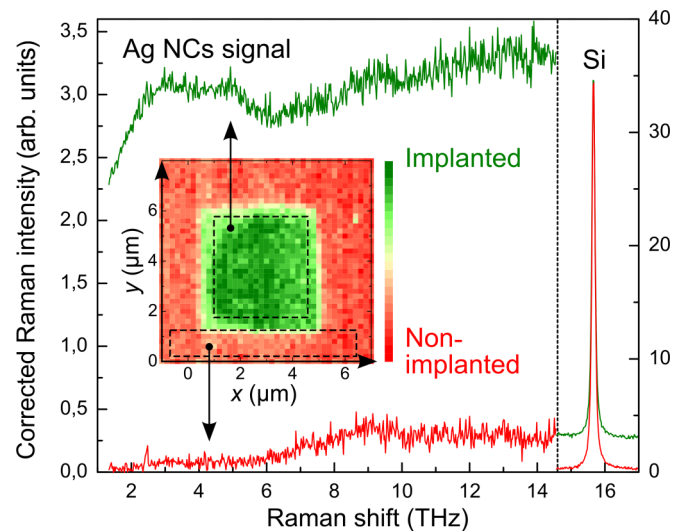 Ag NCs signal
Si
Corrected Raman intensity (arb. units)
3,5
3,0
2,5
2,0
1,5
1,0
0,5
0,0
40
30
20
10
0
Implanted
Non-
implanted
y (µm)
6
4
2
0
0 2 4 6
x (µm)
2 4 6 8 10 12 14 16
Raman shift (THz)